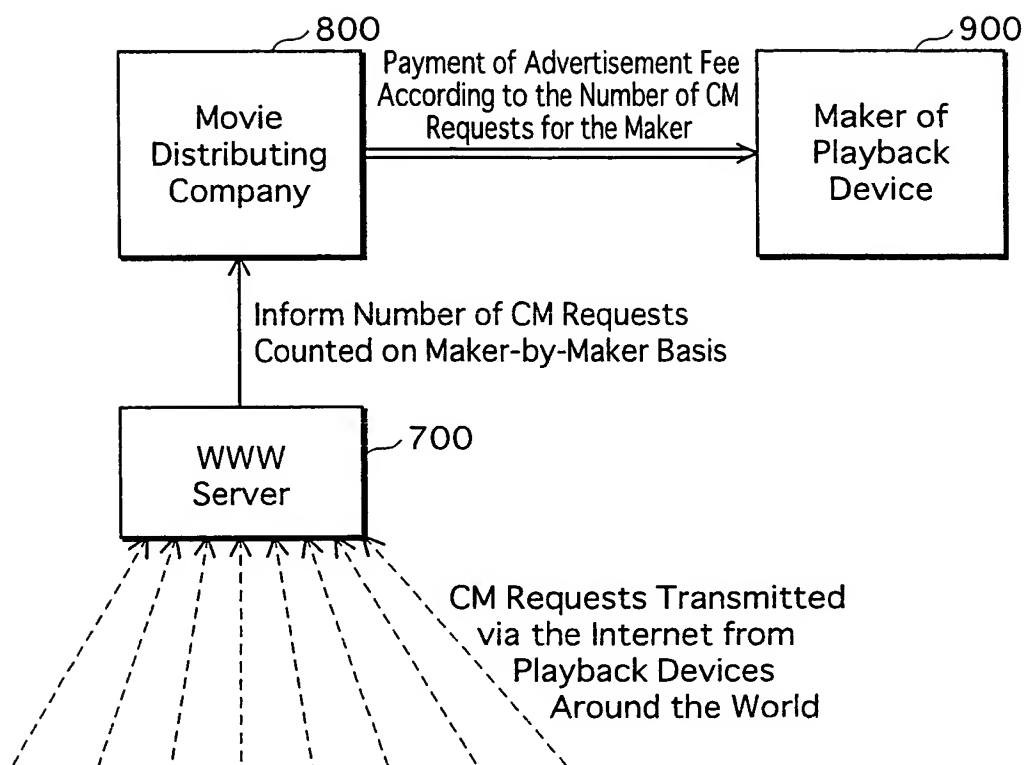 800
Movie
Distributing
Company
Payment of Advertisement Fee
According to the Number of CM
Requests for the Maker
900
Maker of
Playback
Device
Inform Number of CM Requests
Counted on Maker-by-Maker Basis
700
WWW
Server
CM Requests Transmitted
via the Internet from
Playback Devices
Around the World